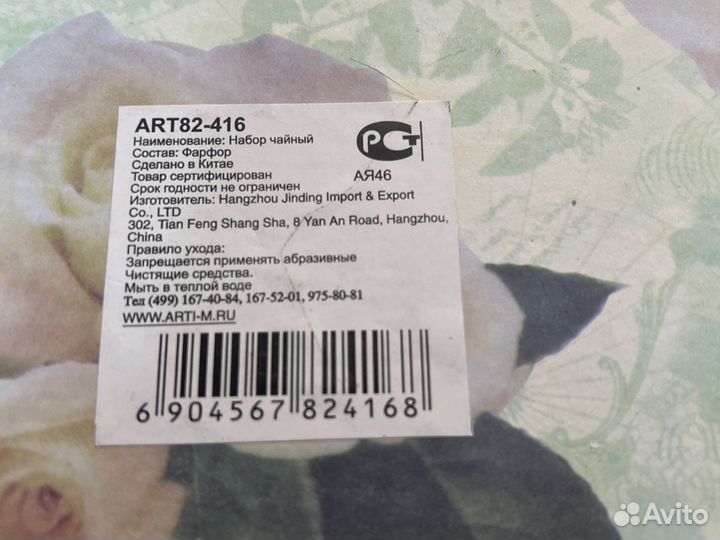 ART82-416
Наименование: Набор чайный
Состав: Фарфор
Сделано в Китае
Товар сертифицирован
Срок годности не ограничен
РСТ
АЯ46
Изготовитель: Hangzhou Jinding Import & Export
Co., LTD
302, Tian Feng Shang Sha, 8 Yan An Road, Hangzhou,
China
Правило ухода:
Запрещается применять абразивные
Чистящие средства.
Мыть в теплой воде
Тел (499) 167-40-84, 167-52-01, 975-80-81
WWW.ARTI-M.RU
6 904567 824168
Avito